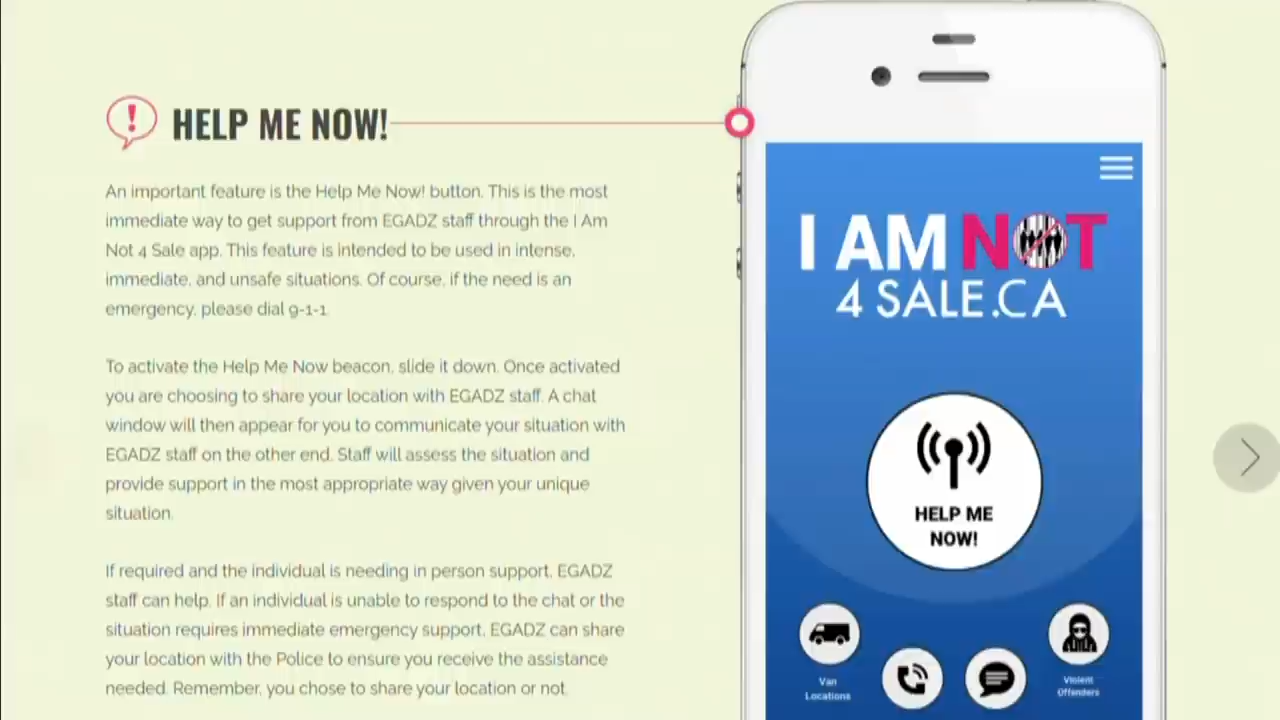 HELP ME NOW!
An important feature is the Help Me Now! button. This is the most
immediate way to get support from EGADZ staff through the I Am
Not 4 Sale app. This feature is intended to be used in intense,
immediate, and unsafe situations. Of course, if the need is an
emergency, please dial 9-1-1.
To activate the Help Me Now beacon, slide it down. Once activated
you are choosing to share your location with EGADZ staff. A chat
window will then appear for you to communicate your situation with
EGADZ staff on the other end. Staff will assess the situation and
provide support in the most appropriate way given your unique
situation.
If required and the individual is needing in person support, EGADZ
staff can help. If an individual is unable to respond to the chat or the
situation requires immediate emergency support, EGADZ can share
your location with the Police to ensure you receive the assistance
needed. Remember, you chose to share your location or not.
I AM NOT
4 SALE.CA
HELP ME
NOW!
Van
Locations
Violent
Offenders